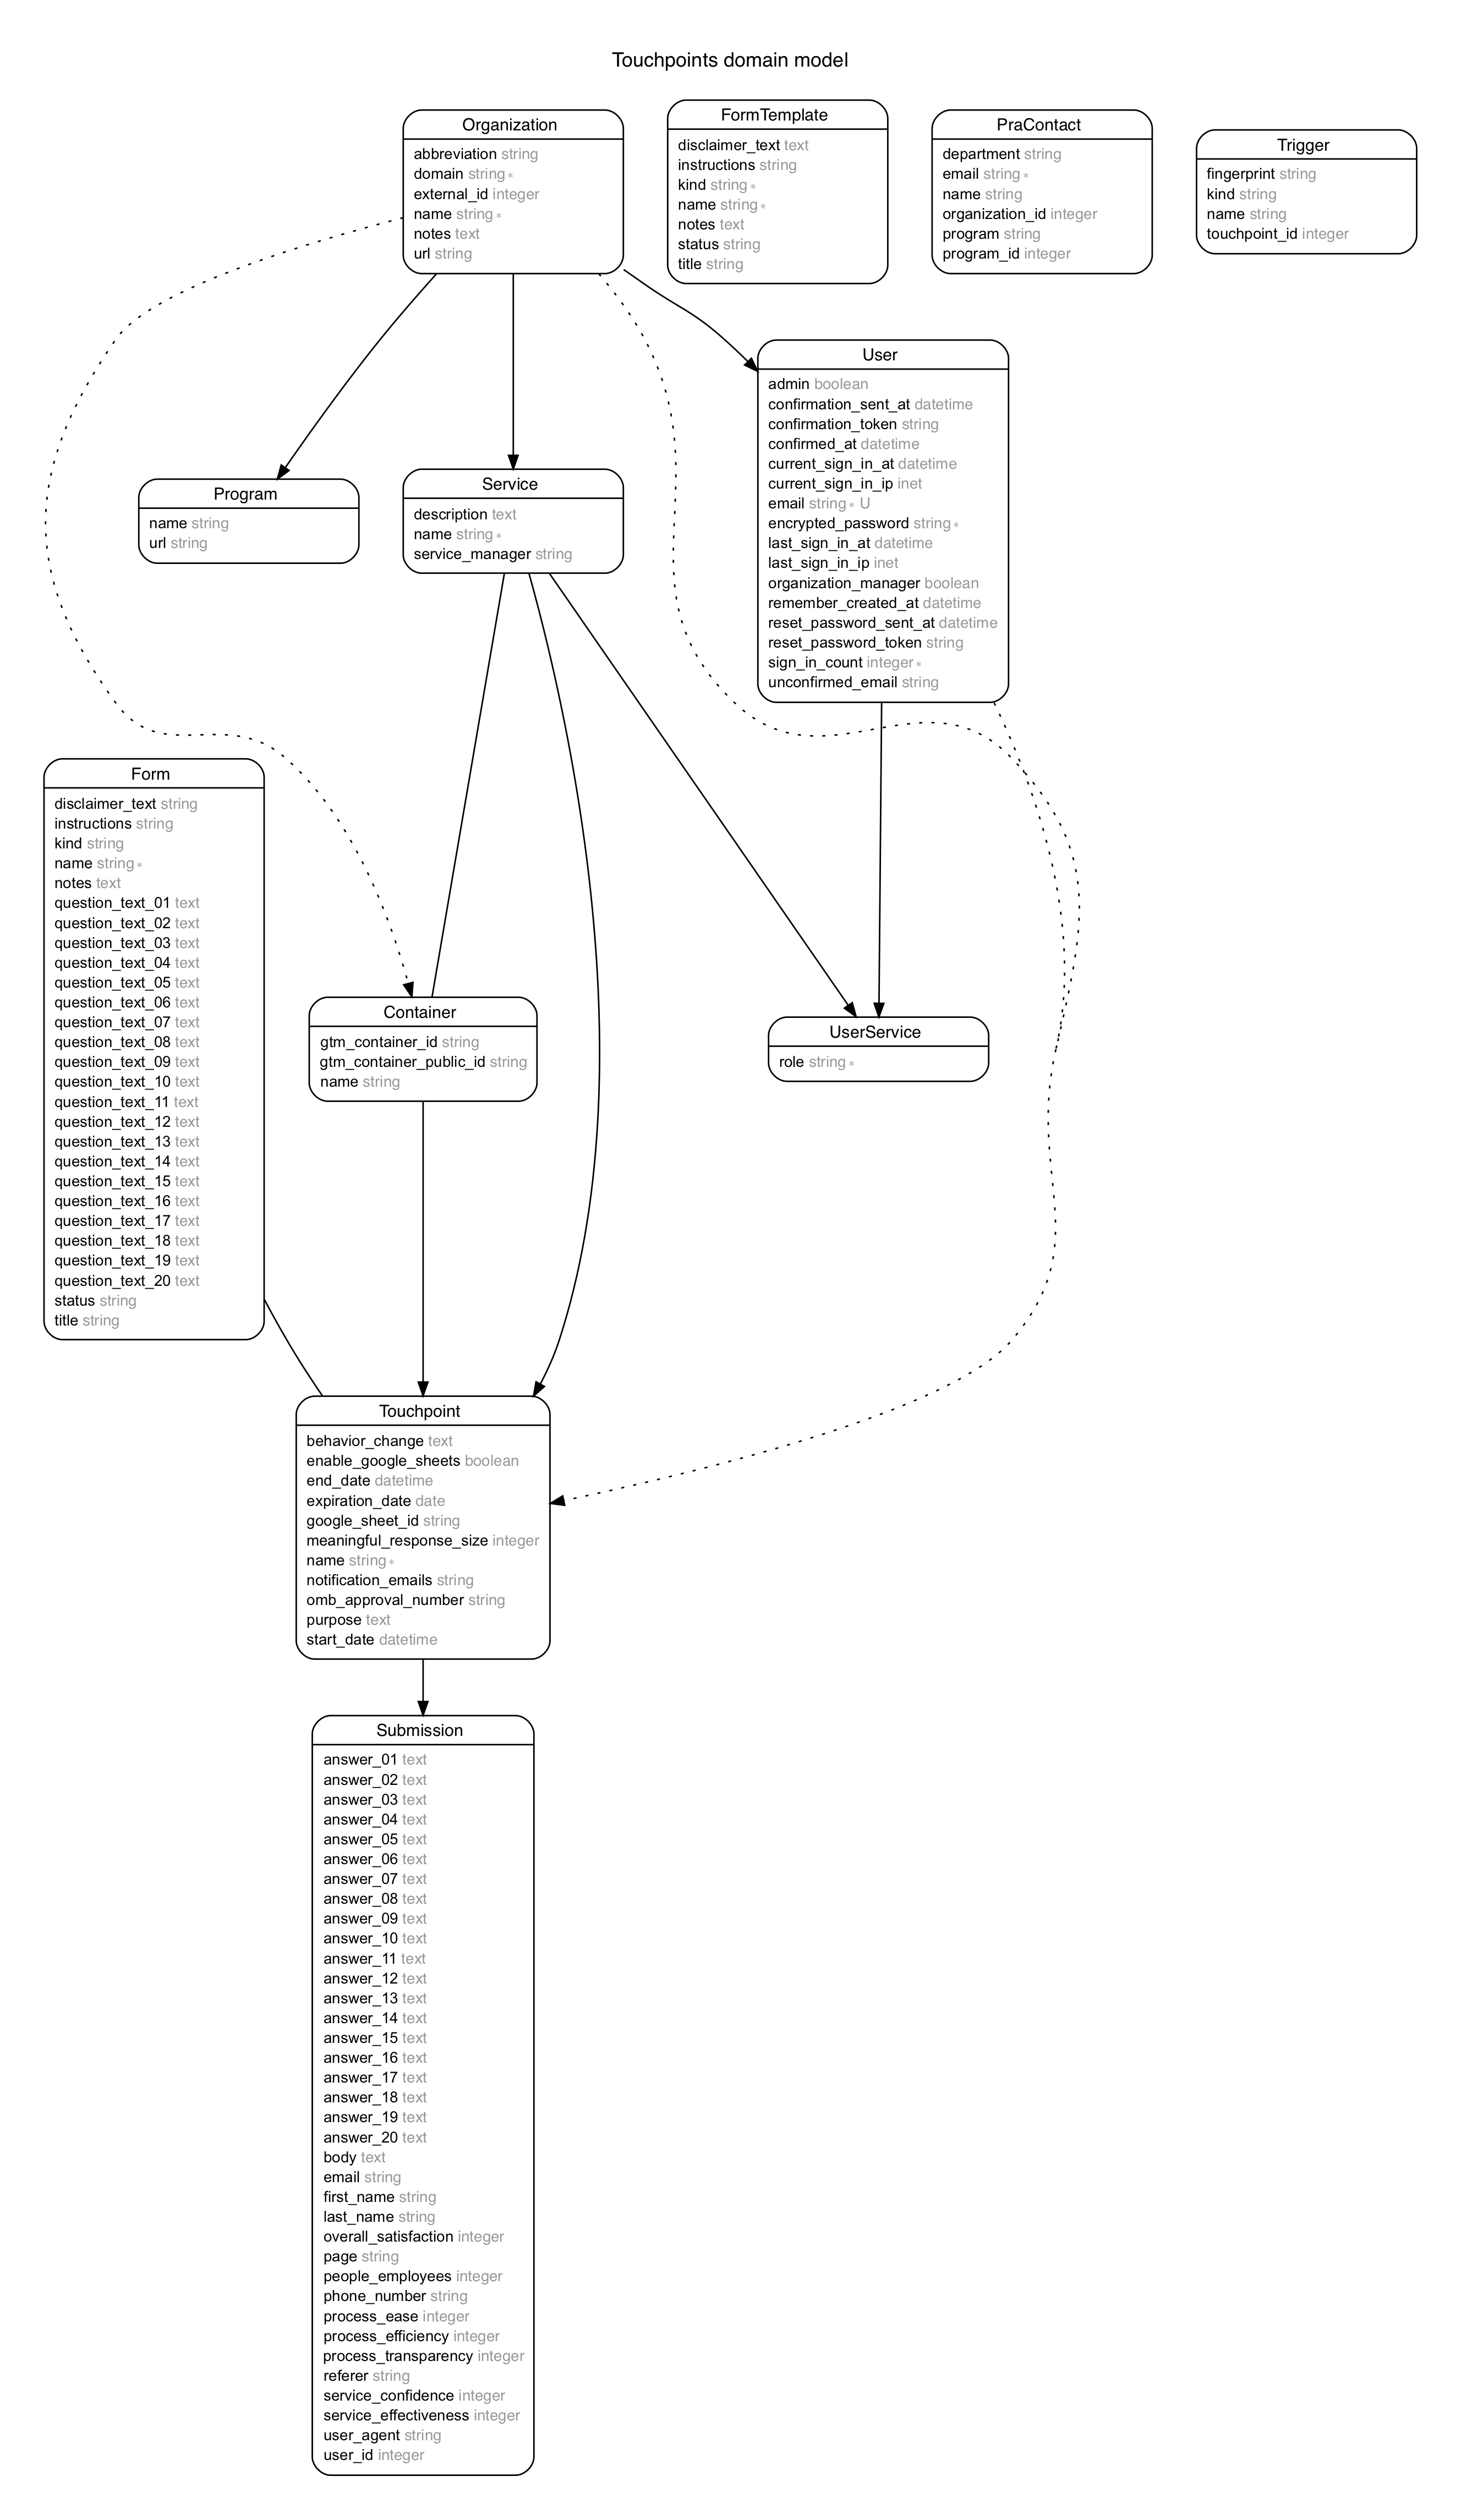 Touchpoints domain model
Organization
abbreviation string
domain string ∗
external_id integer
name string ∗
notes text
url string
FormTemplate
disclaimer_text text
instructions string
kind string ∗
name string ∗
notes text
status string
title string
PraContact
department string
email string ∗
name string
organization_id integer
program string
program_id integer
Trigger
fingerprint string
kind string
name string
touchpoint_id integer
User
admin boolean
confirmation_sent_at datetime
confirmation_token string
confirmed_at datetime
current_sign_in_at datetime
current_sign_in_ip inet
email string ∗ U
encrypted_password string ∗
last_sign_in_at datetime
last_sign_in_ip inet
organization_manager boolean
remember_created_at datetime
reset_password_sent_at datetime
reset_password_token string
sign_in_count integer ∗
unconfirmed_email string
Program
name string
url string
Service
description text
name string ∗
service_manager string
Form
disclaimer_text string
instructions string
kind string
name string ∗
notes text
question_text_01 text
question_text_02 text
question_text_03 text
question_text_04 text
question_text_05 text
question_text_06 text
question_text_07 text
question_text_08 text
question_text_09 text
question_text_10 text
question_text_11 text
question_text_12 text
question_text_13 text
question_text_14 text
question_text_15 text
question_text_16 text
question_text_17 text
question_text_18 text
question_text_19 text
question_text_20 text
status string
title string
Container
gtm_container_id string
gtm_container_public_id string
name string
UserService
role string ∗
Touchpoint
behavior_change text
enable_google_sheets boolean
end_date datetime
expiration_date date
google_sheet_id string
meaningful_response_size integer
name string ∗
notification_emails string
omb_approval_number string
purpose text
start_date datetime
Submission
answer_01 text
answer_02 text
answer_03 text
answer_04 text
answer_05 text
answer_06 text
answer_07 text
answer_08 text
answer_09 text
answer_10 text
answer_11 text
answer_12 text
answer_13 text
answer_14 text
answer_15 text
answer_16 text
answer_17 text
answer_18 text
answer_19 text
answer_20 text
body text
email string
first_name string
last_name string
overall_satisfaction integer
page string
people_employees integer
phone_number string
process_ease integer
process_efficiency integer
process_transparency integer
referer string
service_confidence integer
service_effectiveness integer
user_agent string
user_id integer